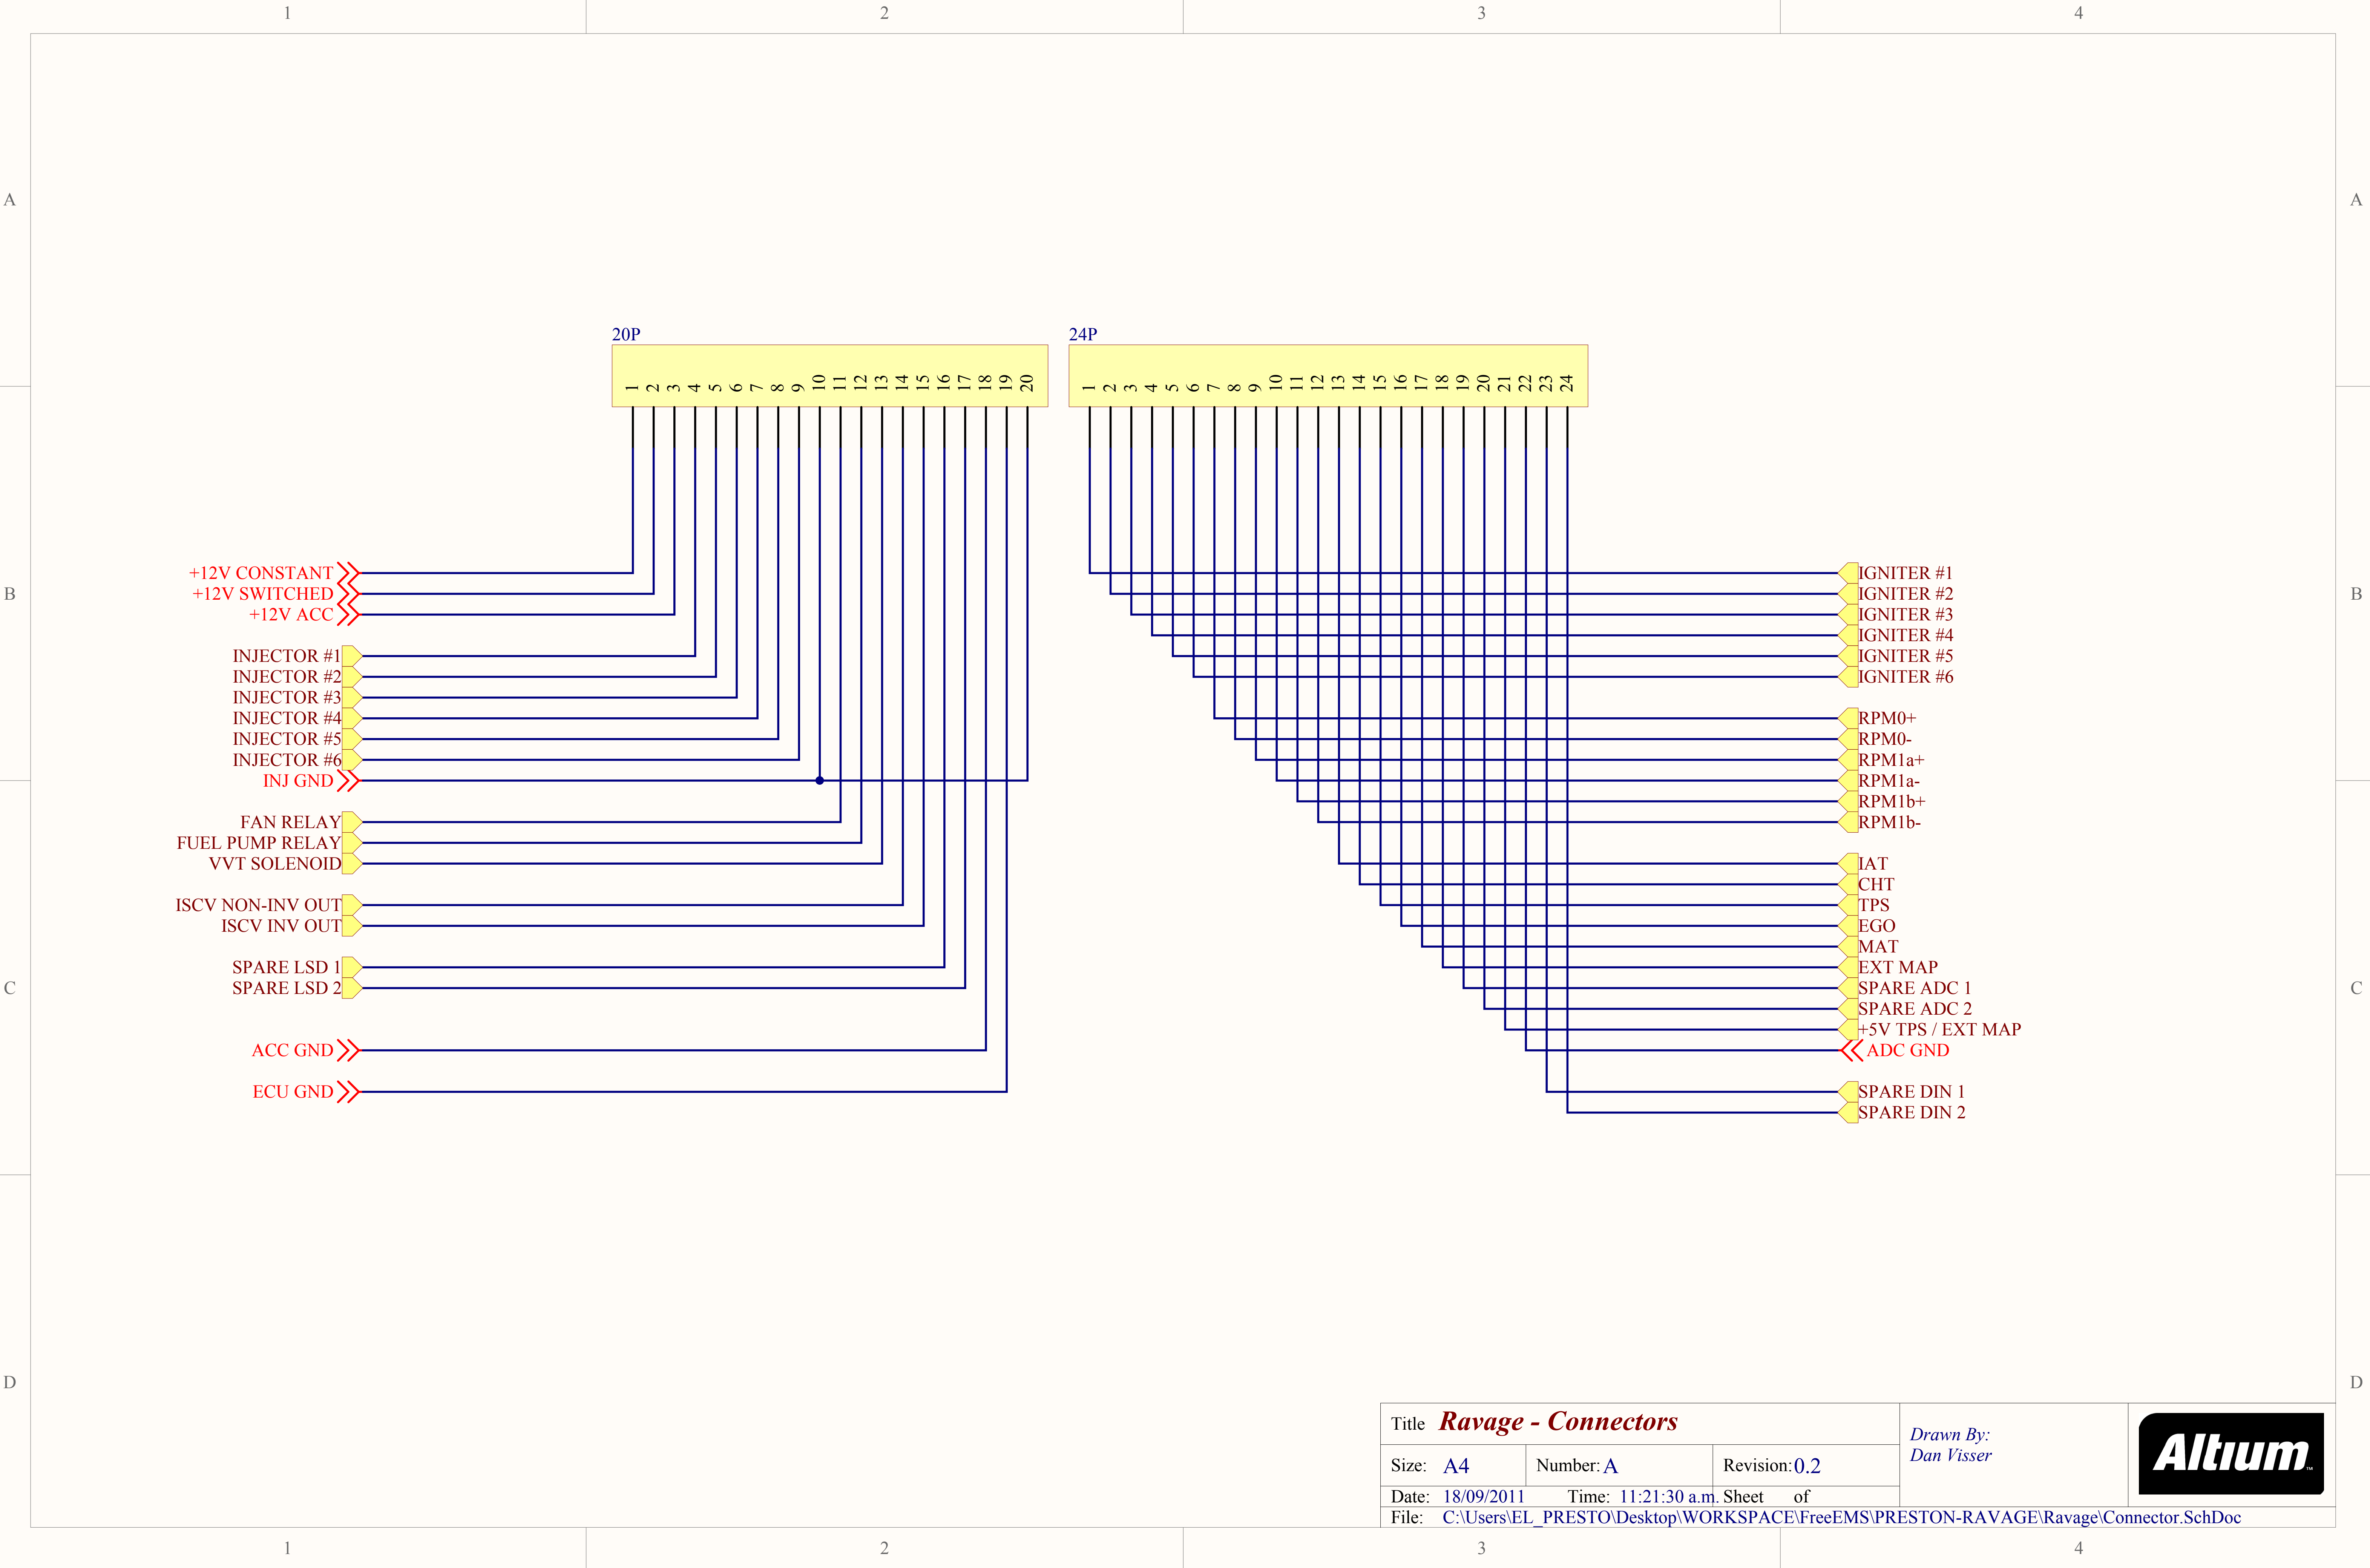 1 2 3 4
A A
20P 24P
1 2 3 4 5 6 7 8 9 10 11 12 13 14 15 16 17 18 19 20
1 2 3 4 5 6 7 8 9 10 11 12 13 14 15 16 17 18 19 20 21 22 23 24
B B
+12V CONSTANT
+12V SWITCHED
+12V ACC
INJECTOR #1
INJECTOR #2
INJECTOR #3
INJECTOR #4
INJECTOR #5
INJECTOR #6
INJ GND
FAN RELAY
FUEL PUMP RELAY
VVT SOLENOID
ISCV NON-INV OUT
ISCV INV OUT
SPARE LSD 1
SPARE LSD 2
ACC GND
ECU GND
IGNITER #1
IGNITER #2
IGNITER #3
IGNITER #4
IGNITER #5
IGNITER #6
RPM0+
RPM0-
RPM1a+
RPM1a-
RPM1b+
RPM1b-
IAT
CHT
TPS
EGO
MAT
EXT MAP
SPARE ADC 1
SPARE ADC 2
+5V TPS / EXT MAP
ADC GND
SPARE DIN 1
SPARE DIN 2
C C
D D
Title Ravage - Connectors
Size: A4 Number: A Revision: 0.2
Date: 18/09/2011 Time: 11:21:30 a.m. Sheet of
File: C:\Users\EL_PRESTO\Desktop\WORKSPACE\FreeEMS\PRESTON-RAVAGE\Ravage\Connector.SchDoc
Drawn By:
Dan Visser
Altium™
1 2 3 4